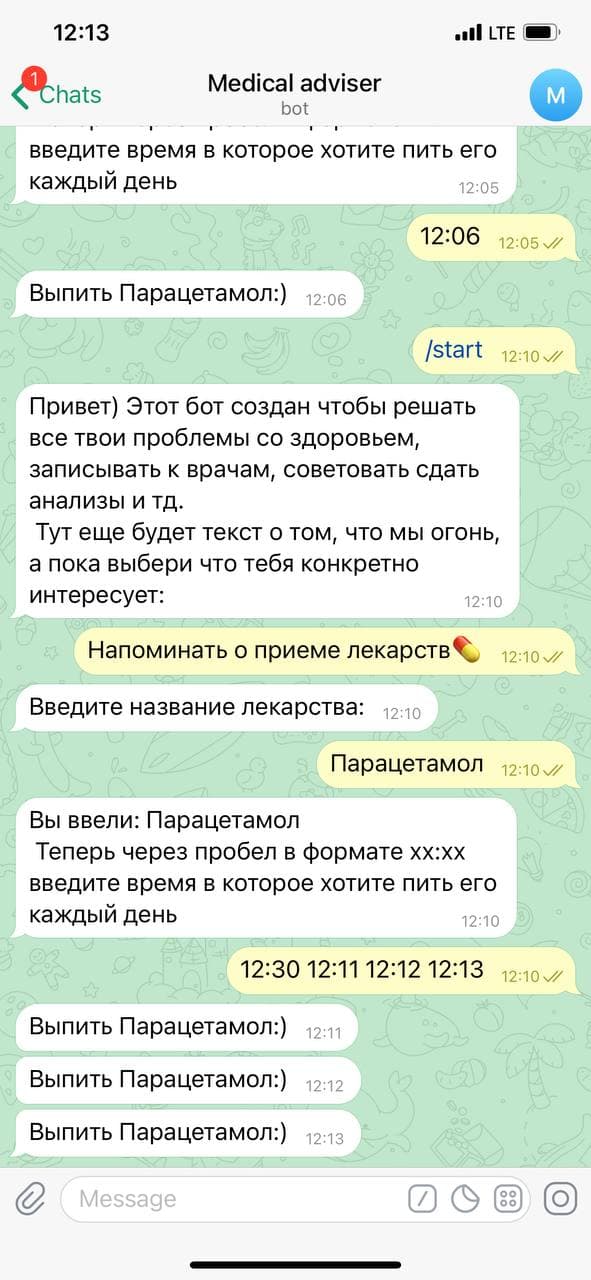 12:13
LTE
1
Chats
Medical adviser
bot
M
введите время в которое хотите пить его
каждый день
12:05
12:06
12:05
Выпить Парацетамол:)
12:06
/start
12:10
Привет) Этот бот создан чтобы решать
все твои проблемы со здоровьем,
записывать к врачам, советовать сдать
анализы и тд.
Тут еще будет текст о том, что мы огонь,
а пока выбери что тебя конкретно
интересует:
12:10
Напоминать о приеме лекарств💊
12:10
Введите название лекарства:
12:10
Парацетамол
12:10
Вы ввели: Парацетамол
Теперь через пробел в формате хх:хх
введите время в которое хотите пить его
каждый день
12:10
12:30 12:11 12:12 12:13
12:10
Выпить Парацетамол:)
12:11
Выпить Парацетамол:)
12:12
Выпить Парацетамол:)
12:13
Message